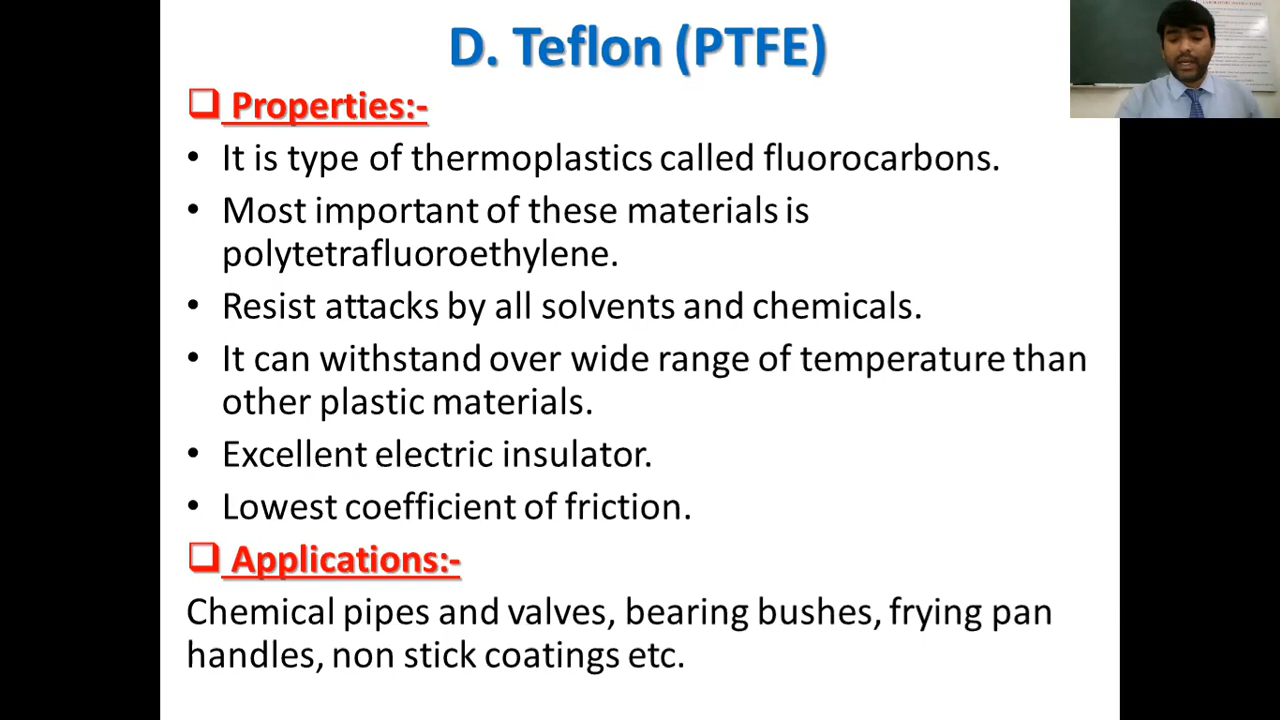 D. Teflon (PTFE)
❑ Properties:-
• It is type of thermoplastics called fluorocarbons.
• Most important of these materials is
polytetrafluoroethylene.
• Resist attacks by all solvents and chemicals.
• It can withstand over wide range of temperature than
other plastic materials.
• Excellent electric insulator.
• Lowest coefficient of friction.
❑ Applications:-
Chemical pipes and valves, bearing bushes, frying pan
handles, non stick coatings etc.